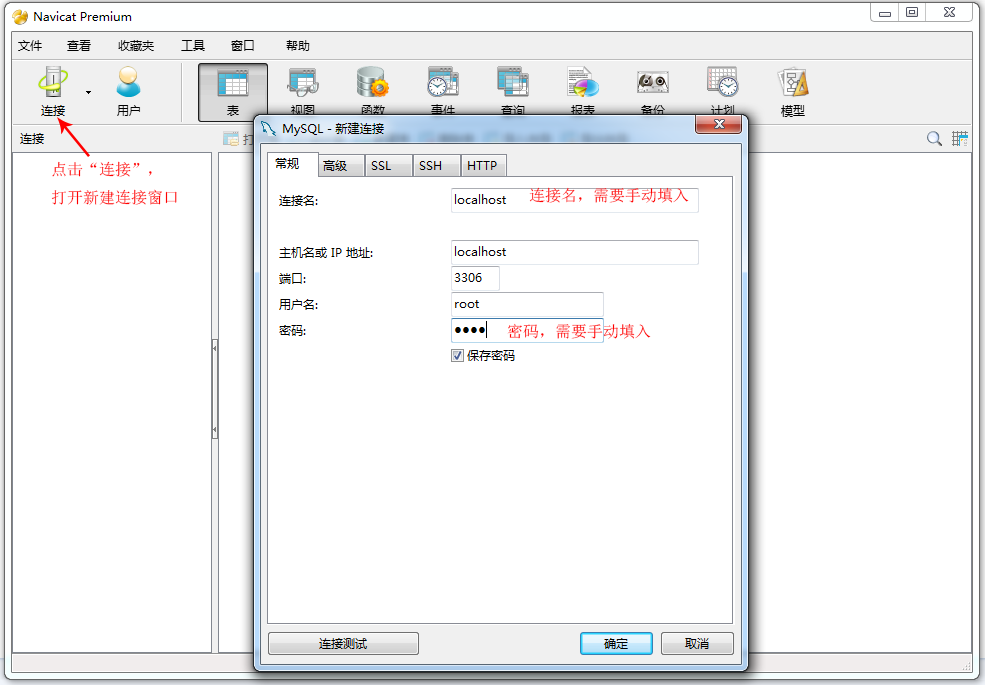 Navicat Premium
文件 查看 收藏夹 工具 窗口 帮助
连接 用户 表 视图 函数 事件 查询 报表 备份 计划 模型
连接
打
点击“连接”，
打开新建连接窗口
MySQL - 新建连接
常规 高级 SSL SSH HTTP
连接名: localhost 连接名，需要手动填入
主机名或 IP 地址: localhost
端口: 3306
用户名: root
密码: ●●●● 密码，需要手动填入
保存密码
连接测试 确定 取消